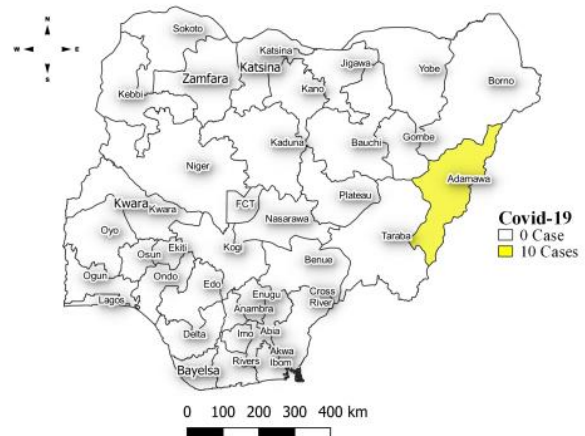 N
W E
S
Sokoto
Katsina
Zamfara
Katsina
Jigawa
Yobe
Borno
Kebbi
Kano
Kaduna
Bauchi
Gombe
Niger
Adamawa
Plateau
FCT
Nasarawa
Kwara
Kwara
Taraba
Oyo
Ekiti
Osun
Kogi
Benue
Ogun
Ondo
Edo
Lagos
Enugu
Cross
River
Anambra
Delta
Imo
Abia
Bayelsa
Rivers
Akwa
Ibom
Covid-19
0 Case
10 Cases
0 100 200 300 400 km